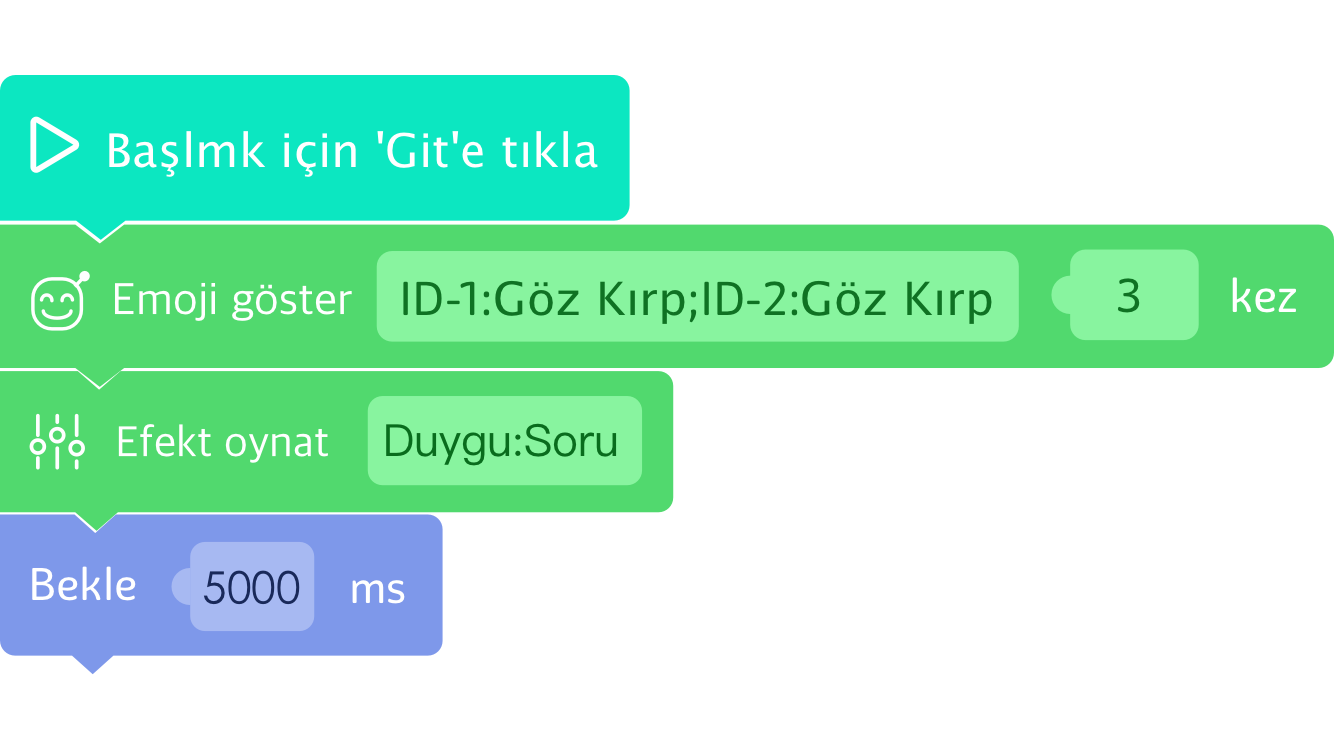 Başlmk için 'Git'e tıkla
Emoji göster ID-1:Göz Kırp;ID-2:Göz Kırp 3 kez
Efekt oynat Duygu:Soru
Bekle 5000 ms